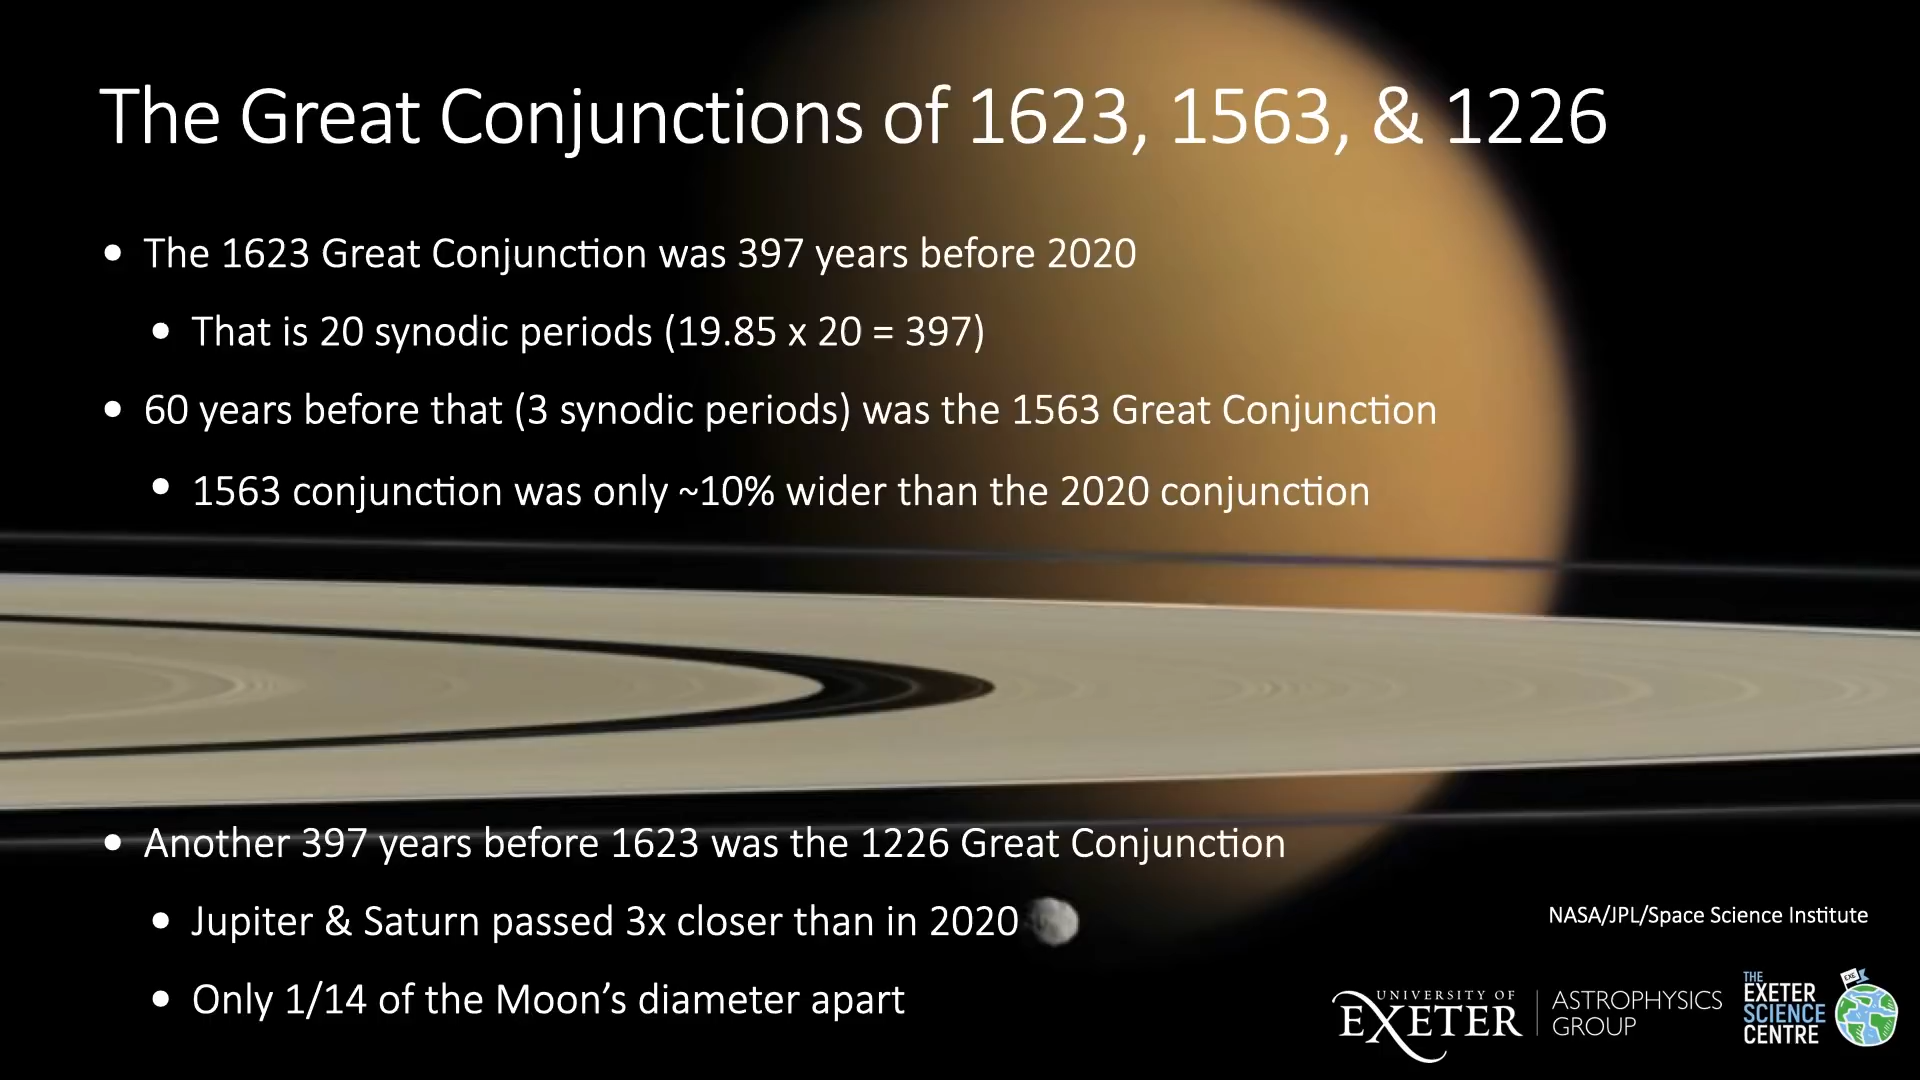 The Great Conjunctions of 1623, 1563, & 1226
• The 1623 Great Conjunction was 397 years before 2020
• That is 20 synodic periods (19.85 x 20 = 397)
• 60 years before that (3 synodic periods) was the 1563 Great Conjunction
• 1563 conjunction was only ~10% wider than the 2020 conjunction
• Another 397 years before 1623 was the 1226 Great Conjunction
• Jupiter & Saturn passed 3x closer than in 2020
• Only 1/14 of the Moon’s diameter apart
NASA/JPL/Space Science Institute
UNIVERSITY OF
EXETER
ASTROPHYSICS
GROUP
THE
EXETER
SCIENCE
CENTRE
EXE